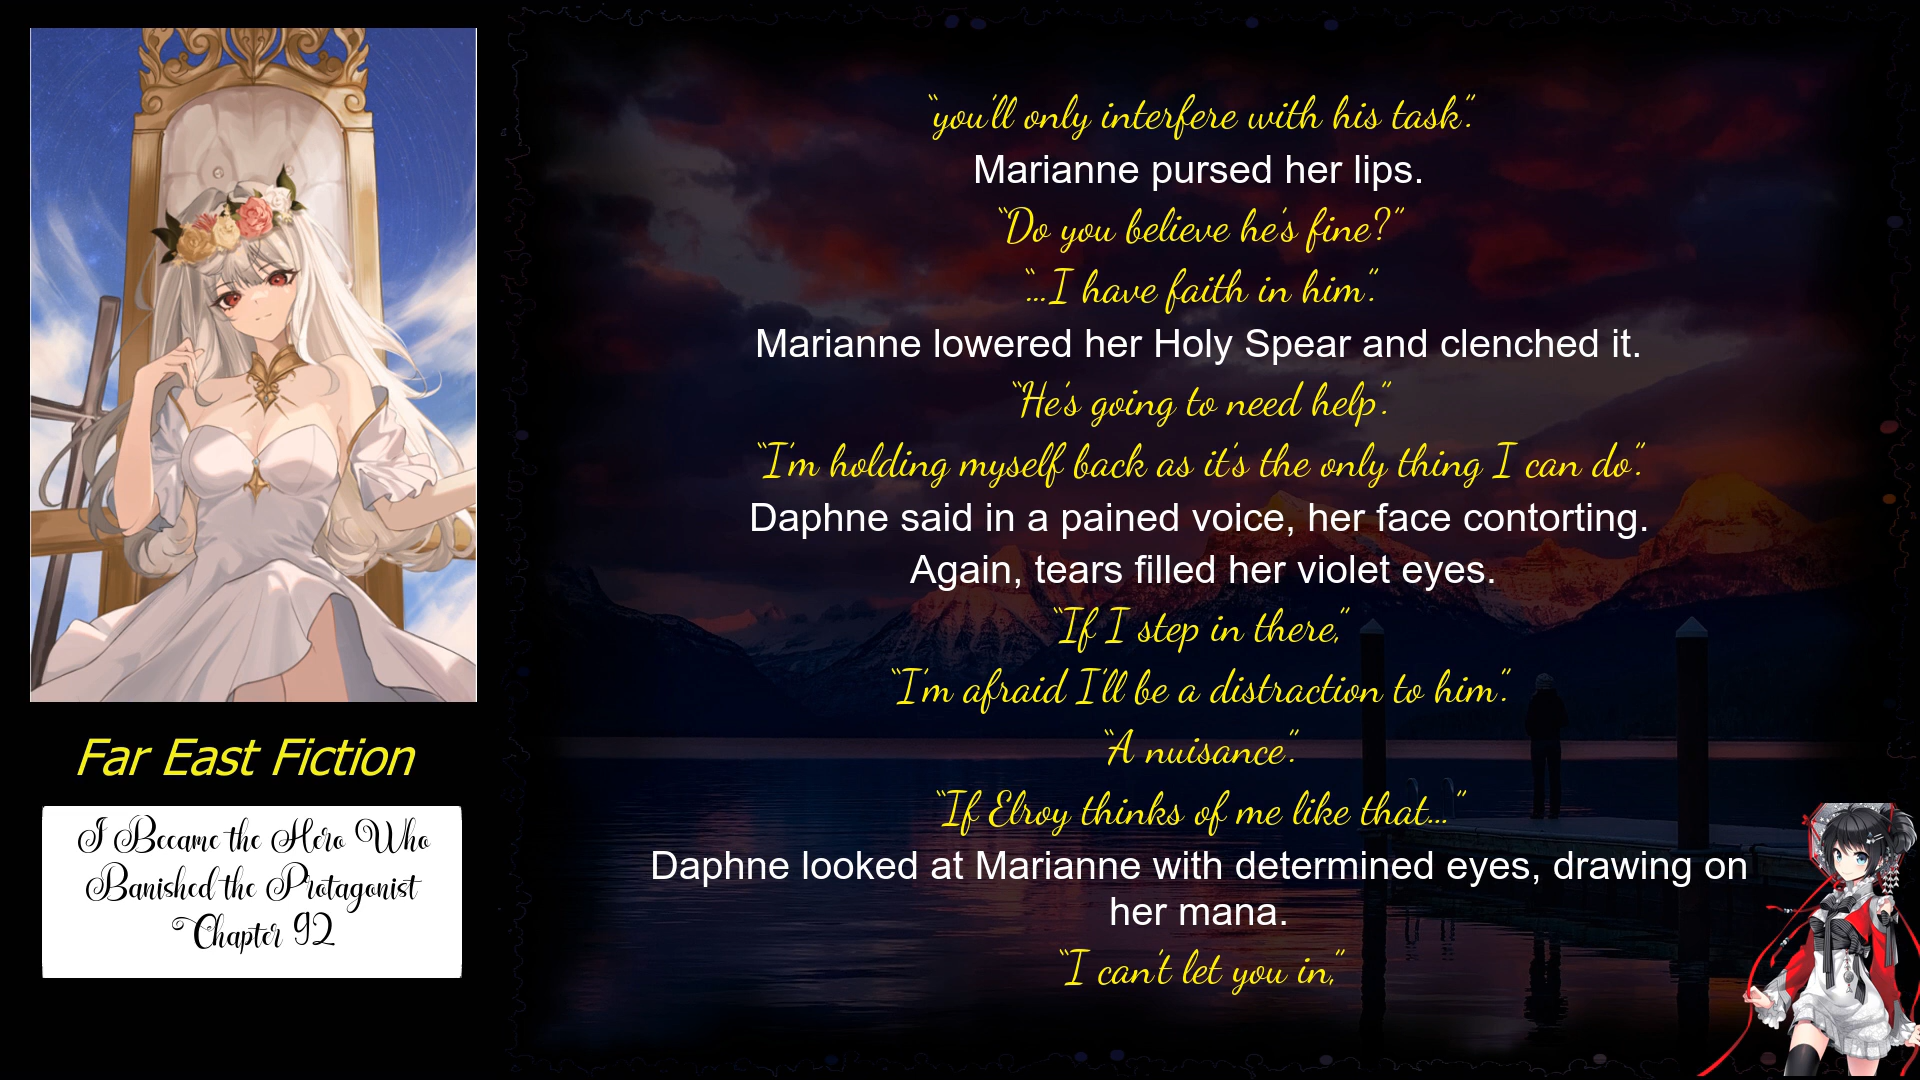 “you’ll only interfere with his task”.
Marianne pursed her lips.
“Do you believe he’s fine?”
“...I have faith in him”.
Marianne lowered her Holy Spear and clenched it.
“He’s going to need help”.
“I’m holding myself back as it’s the only thing I can do”.
Daphne said in a pained voice, her face contorting.
Again, tears filled her violet eyes.
“If I step in there,”
“I’m afraid I’ll be a distraction to him”.
“A nuisance”.
“If Elroy thinks of me like that...”
Daphne looked at Marianne with determined eyes, drawing on
her mana.
“I can’t let you in,”
Far East Fiction
I Became the Hero Who
Banished the Protagonist
Chapter 92